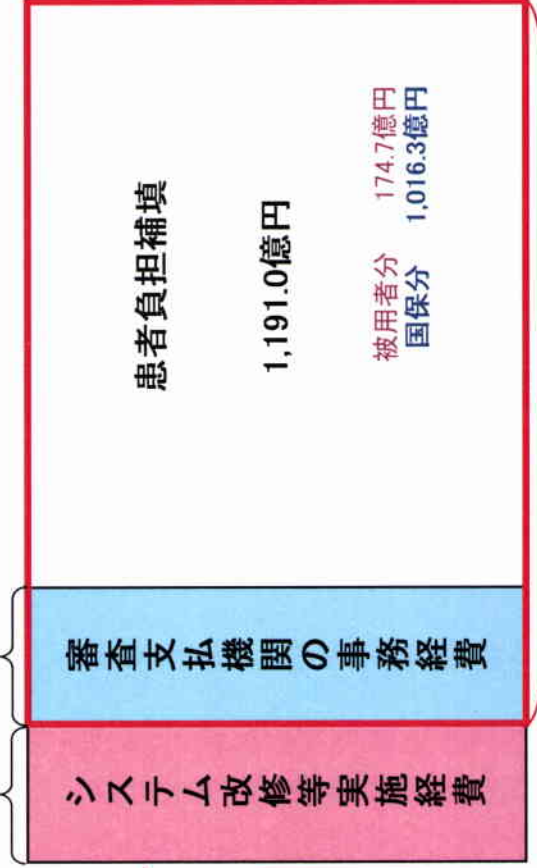 システム改修等実施経費
審査支払機関の事務経費
患者負担補填
1,191.0億円
被用者分 174.7億円
国保分 1,016.3億円